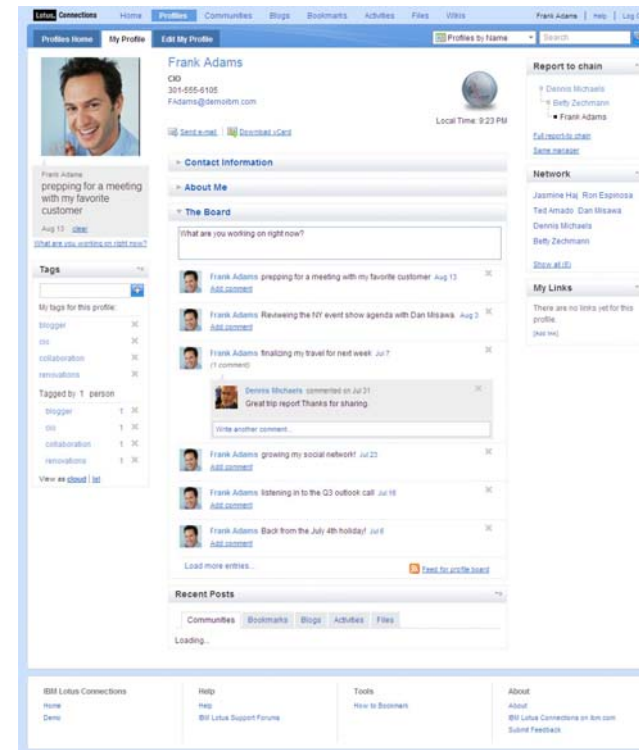 Lotus. Connections Home Profiles Communities Blogs Bookmarks Activities Files Wikis Frank Adams | Help | Log
Profiles Home My Profile Edit My Profile Profiles by Name Search
Frank Adams
CIO
301-555-6105
FAdams@demoibm.com
Local Time: 9:23 PM
Send e-mail Download vCard
Frank Adams
prepping for a meeting
with my favorite
customer
Aug 13 clear
What are you working on right now?
Tags
My tags for this profile:
blogger
cio
collaboration
renovations
Tagged by 1 person
blogger 1
cio 1
collaboration 1
renovations 1
View as cloud | list
Contact Information
About Me
The Board
What are you working on right now?
Frank Adams prepping for a meeting with my favorite customer Aug 13
Add comment
Frank Adams Reviewing the NY event show agenda with Dan Misawa. Aug 3
Add comment
Frank Adams finalizing my travel for next week Jul 7
(1 comment)
Dennis Michaels commented on Jul 31
Great trip report Thanks for sharing.
Write another comment...
Frank Adams growing my social network! Jul 23
Add comment
Frank Adams listening in to the Q3 outlook call Jul 16
Add comment
Frank Adams Back from the July 4th holiday! Jul 6
Add comment
Load more entries...
Feed for profile board
Recent Posts
Communities Bookmarks Blogs Activities Files
Loading...
Report to chain
Dennis Michaels
Betty Zechmann
Frank Adams
Full report-to chain
Same manager
Network
Jasmine Haj Ron Espinosa
Ted Amado Dan Misawa
Dennis Michaels
Betty Zechmann
Show all (6)
My Links
There are no links yet for this
profile.
[Add link]
IBM Lotus Connections
Home
Demo
Help
Help
IBM Lotus Support Forums
Tools
How to Bookmark
About
About
IBM Lotus Connections on ibm.com
Submit Feedback